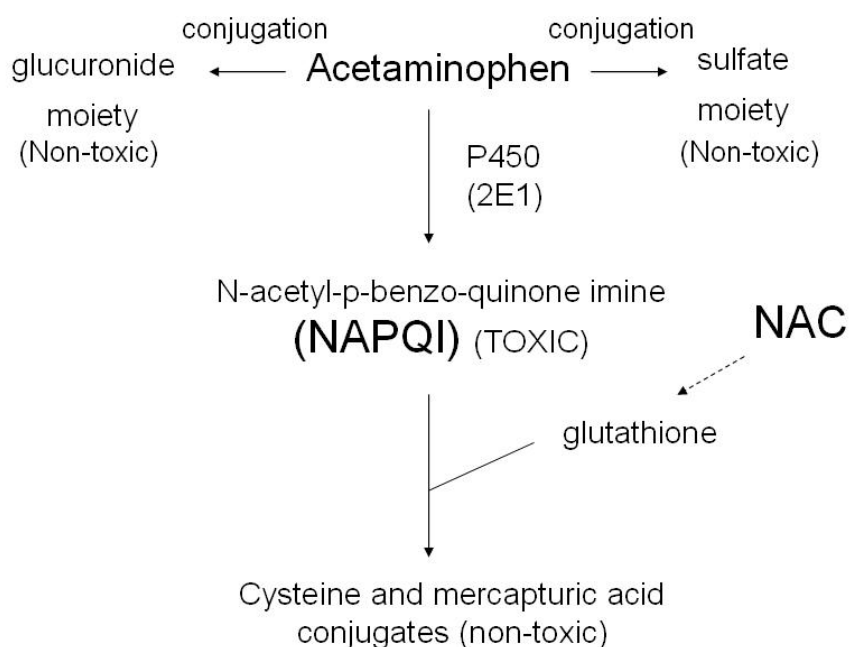 conjugation
conjugation
glucuronide
Acetaminophen
sulfate
moiety
(Non-toxic)
moiety
(Non-toxic)
P450
(2E1)
N-acetyl-p-benzo-quinone imine
(NAPQI) (TOXIC)
NAC
glutathione
Cysteine and mercapturic acid
conjugates (non-toxic)